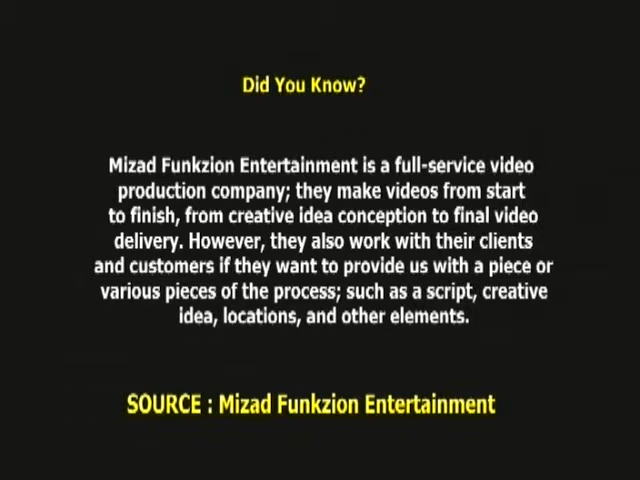 Did You Know?
Mizad Funkzion Entertainment is a full-service video
production company; they make videos from start
to finish, from creative idea conception to final video
delivery. However, they also work with their clients
and customers if they want to provide us with a piece or
various pieces of the process; such as a script, creative
idea, locations, and other elements.
SOURCE : Mizad Funkzion Entertainment